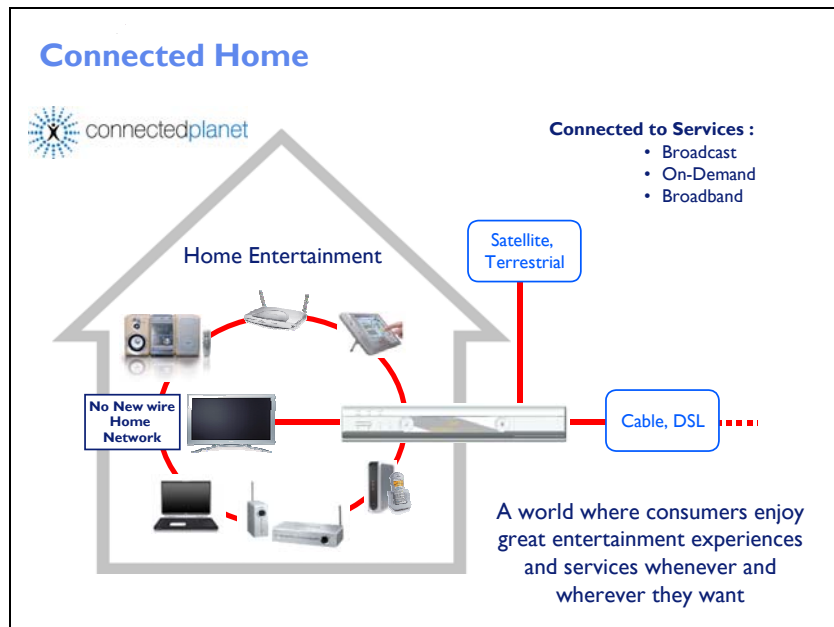 Connected Home
connectedplanet
Connected to Services :
• Broadcast
• On-Demand
• Broadband
Satellite,
Terrestrial
Home Entertainment
No New wire
Home
Network
Cable, DSL
A world where consumers enjoy
great entertainment experiences
and services whenever and
wherever they want